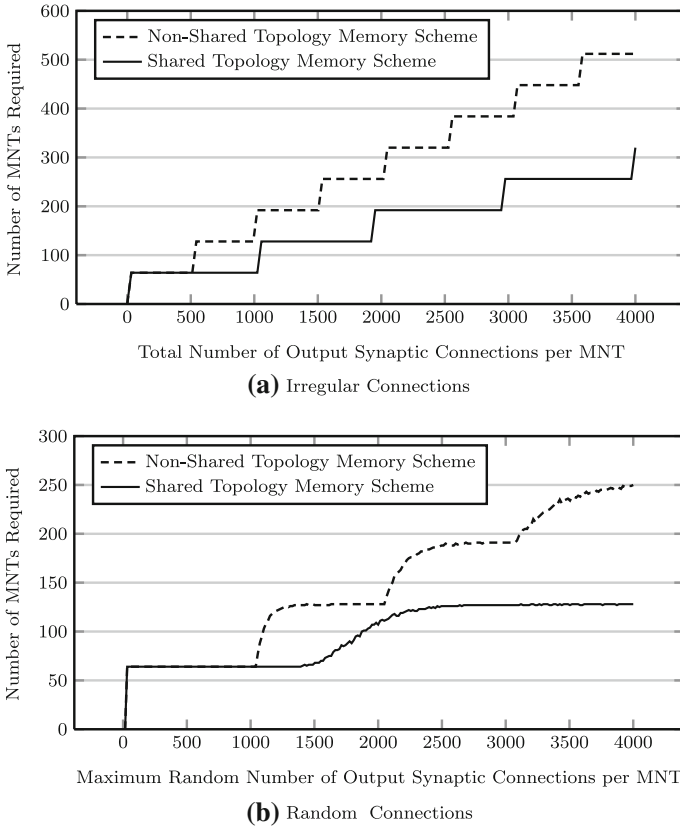 600
500
400
300
200
100
0
Number of MNTs Required
Non-Shared Topology Memory Scheme
Shared Topology Memory Scheme
0 500 1000 1500 2000 2500 3000 3500 4000
Total Number of Output Synaptic Connections per MNT
(a) Irregular Connections
300
250
200
150
100
50
0
Number of MNTs Required
Non-Shared Topology Memory Scheme
Shared Topology Memory Scheme
0 500 1000 1500 2000 2500 3000 3500 4000
Maximum Random Number of Output Synaptic Connections per MNT
(b) Random Connections